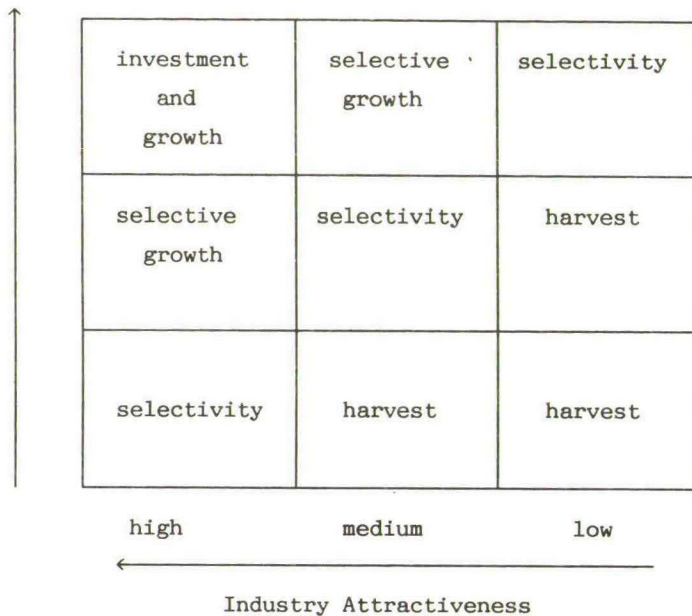 investment selective selectivity
and growth
growth
selective selectivity harvest
growth
selectivity harvest harvest
high medium low
Industry Attractiveness